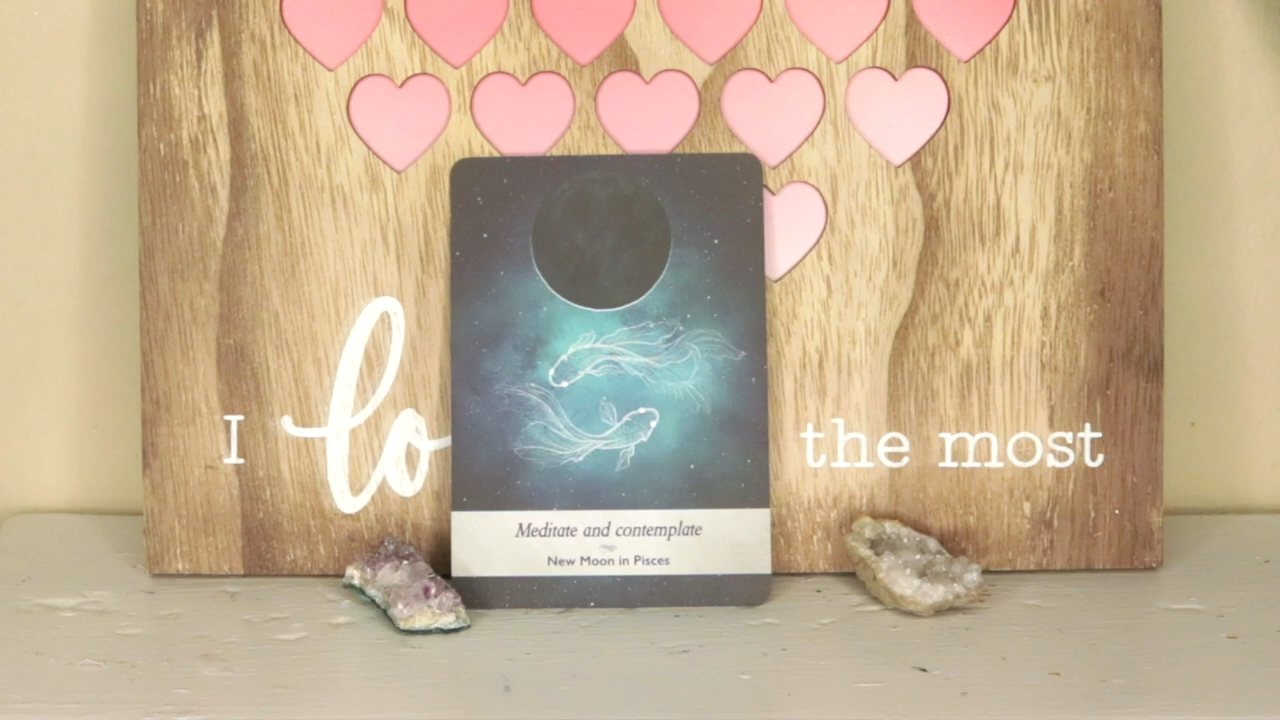 I lo the most
Meditate and contemplate
New Moon in Pisces